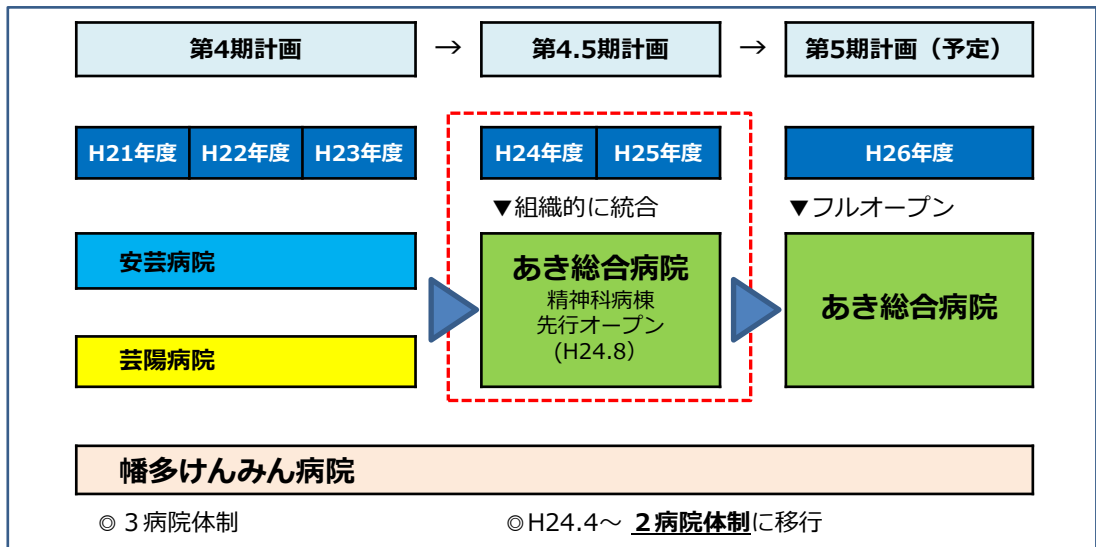 第4期計画 → 第4.5期計画 → 第5期計画（予定）
H21年度 H22年度 H23年度 H24年度 H25年度 H26年度
▼組織的に統合 ▼フルオープン
安芸病院
芸陽病院
あき総合病院
精神科病棟
先行オープン
(H24.8）
あき総合病院
幡多けんみん病院
◎３病院体制 ◎H24.4～ ２病院体制に移行